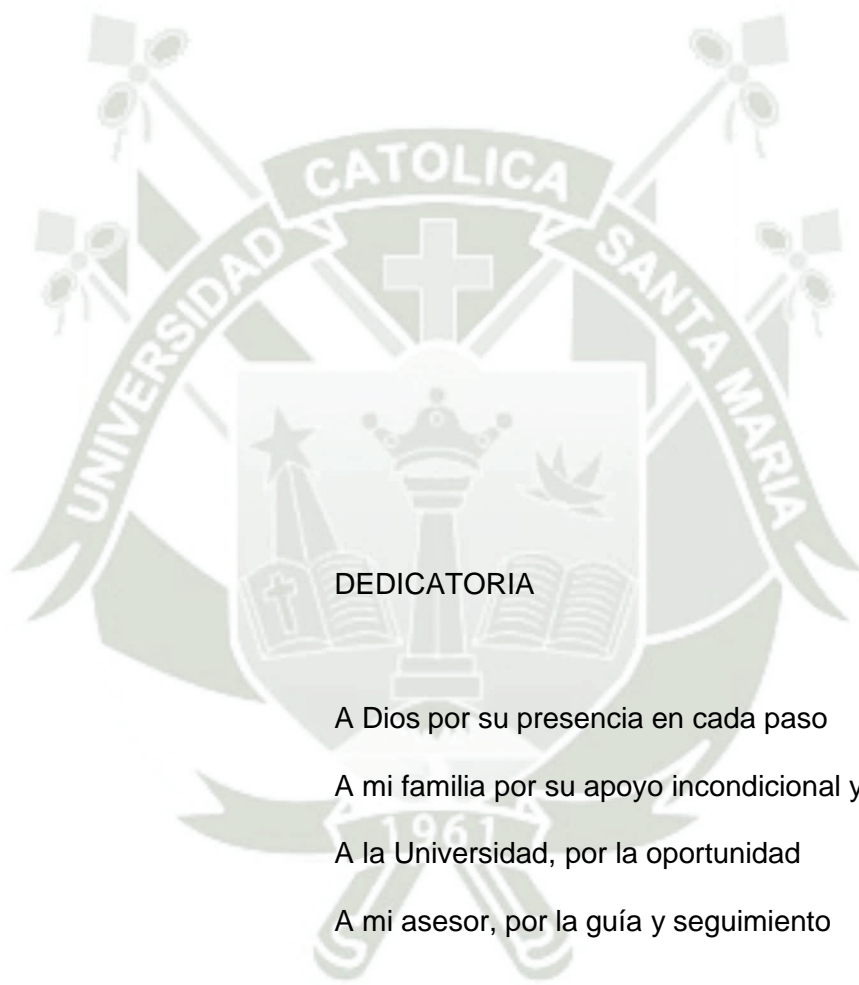 UNIVERSIDAD CATOLICA SANTA MARIA
DEDICATORIA
A Dios por su presencia en cada paso
A mi familia por su apoyo incondicional y
A la Universidad, por la oportunidad
1961
A mi asesor, por la guía y seguimiento